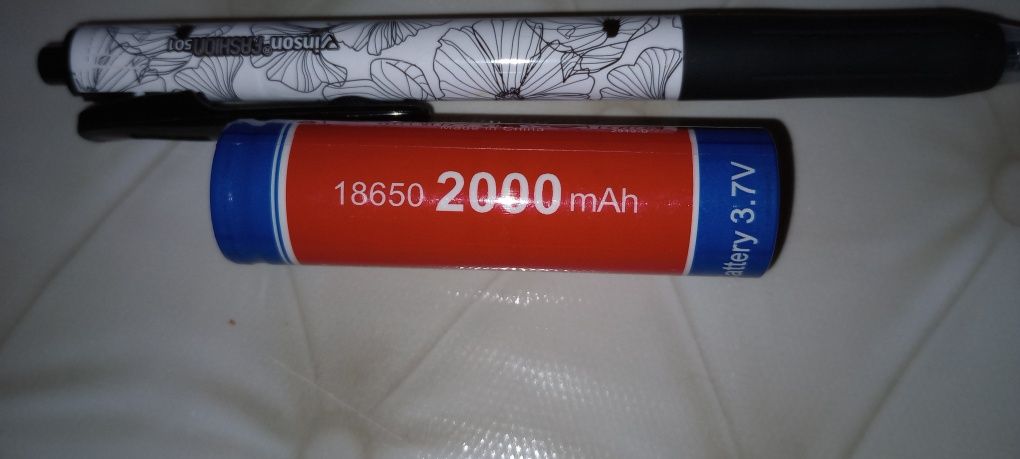 Vinson FASHION 501
Made in China
18650 2000 mAh
attery 3.7V